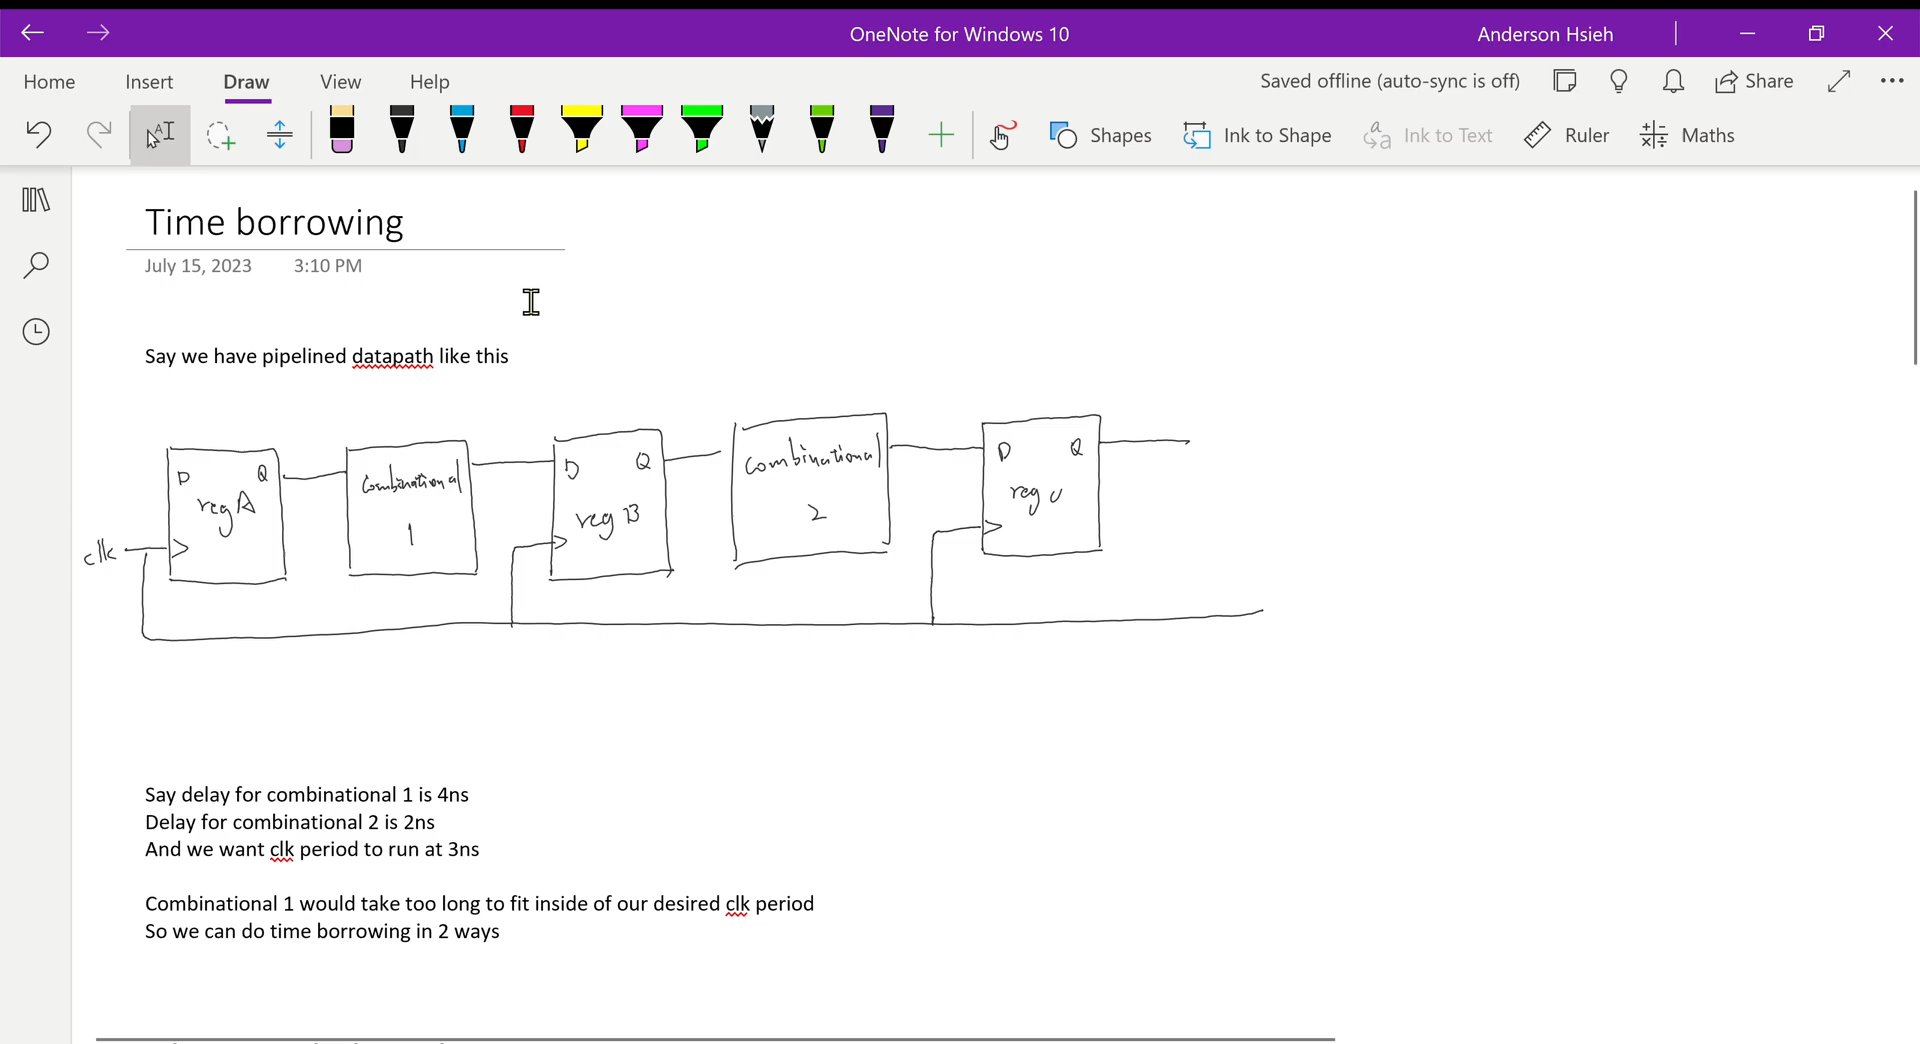 OneNote for Windows 10
Anderson Hsieh
Home Insert Draw View Help
Saved offline (auto-sync is off) Share
Shapes Ink to Shape Ink to Text Ruler Maths
Time borrowing
July 15, 2023 3:10 PM
Say we have pipelined datapath like this
D Q
reg A
clk
Combinational
1
D Q
reg B
Combinational
2
D Q
reg
Say delay for combinational 1 is 4ns
Delay for combinational 2 is 2ns
And we want clk period to run at 3ns
Combinational 1 would take too long to fit inside of our desired clk period
So we can do time borrowing in 2 ways